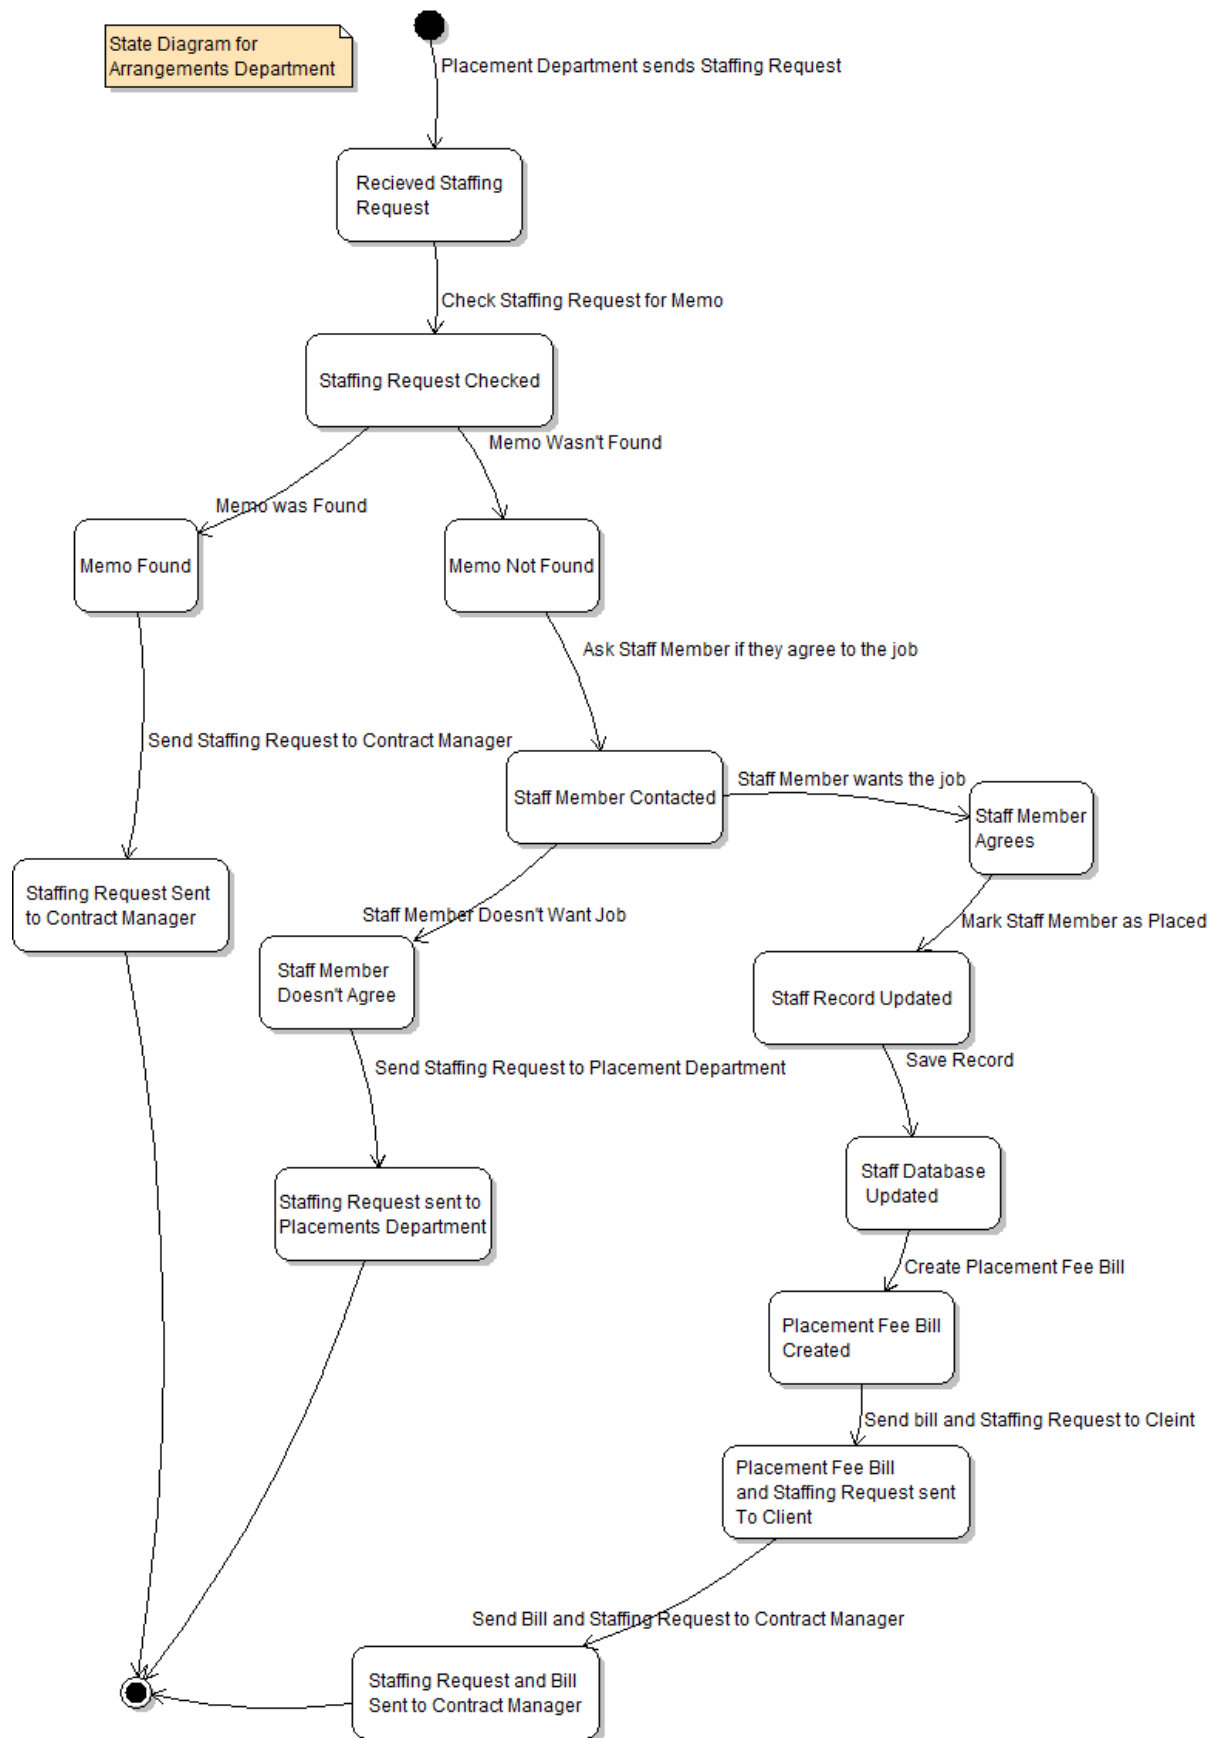 State Diagram for
Arrangements Department
Placement Department sends Staffing Request
Recieved Staffing
Request
Check Staffing Request for Memo
Staffing Request Checked
Memo Wasn't Found
Memo was Found
Memo Found
Memo Not Found
Ask Staff Member if they agree to the job
Send Staffing Request to Contract Manager
Staff Member Contacted
Staff Member wants the job
Staff Member
Agrees
Staffing Request Sent
to Contract Manager
Staff Member Doesn't Want Job
Mark Staff Member as Placed
Staff Member
Doesn't Agree
Staff Record Updated
Send Staffing Request to Placement Department
Save Record
Staffing Request sent to
Placements Department
Staff Database
Updated
Create Placement Fee Bill
Placement Fee Bill
Created
Send bill and Staffing Request to Cleint
Placement Fee Bill
and Staffing Request sent
To Client
Send Bill and Staffing Request to Contract Manager
Staffing Request and Bill
Sent to Contract Manager